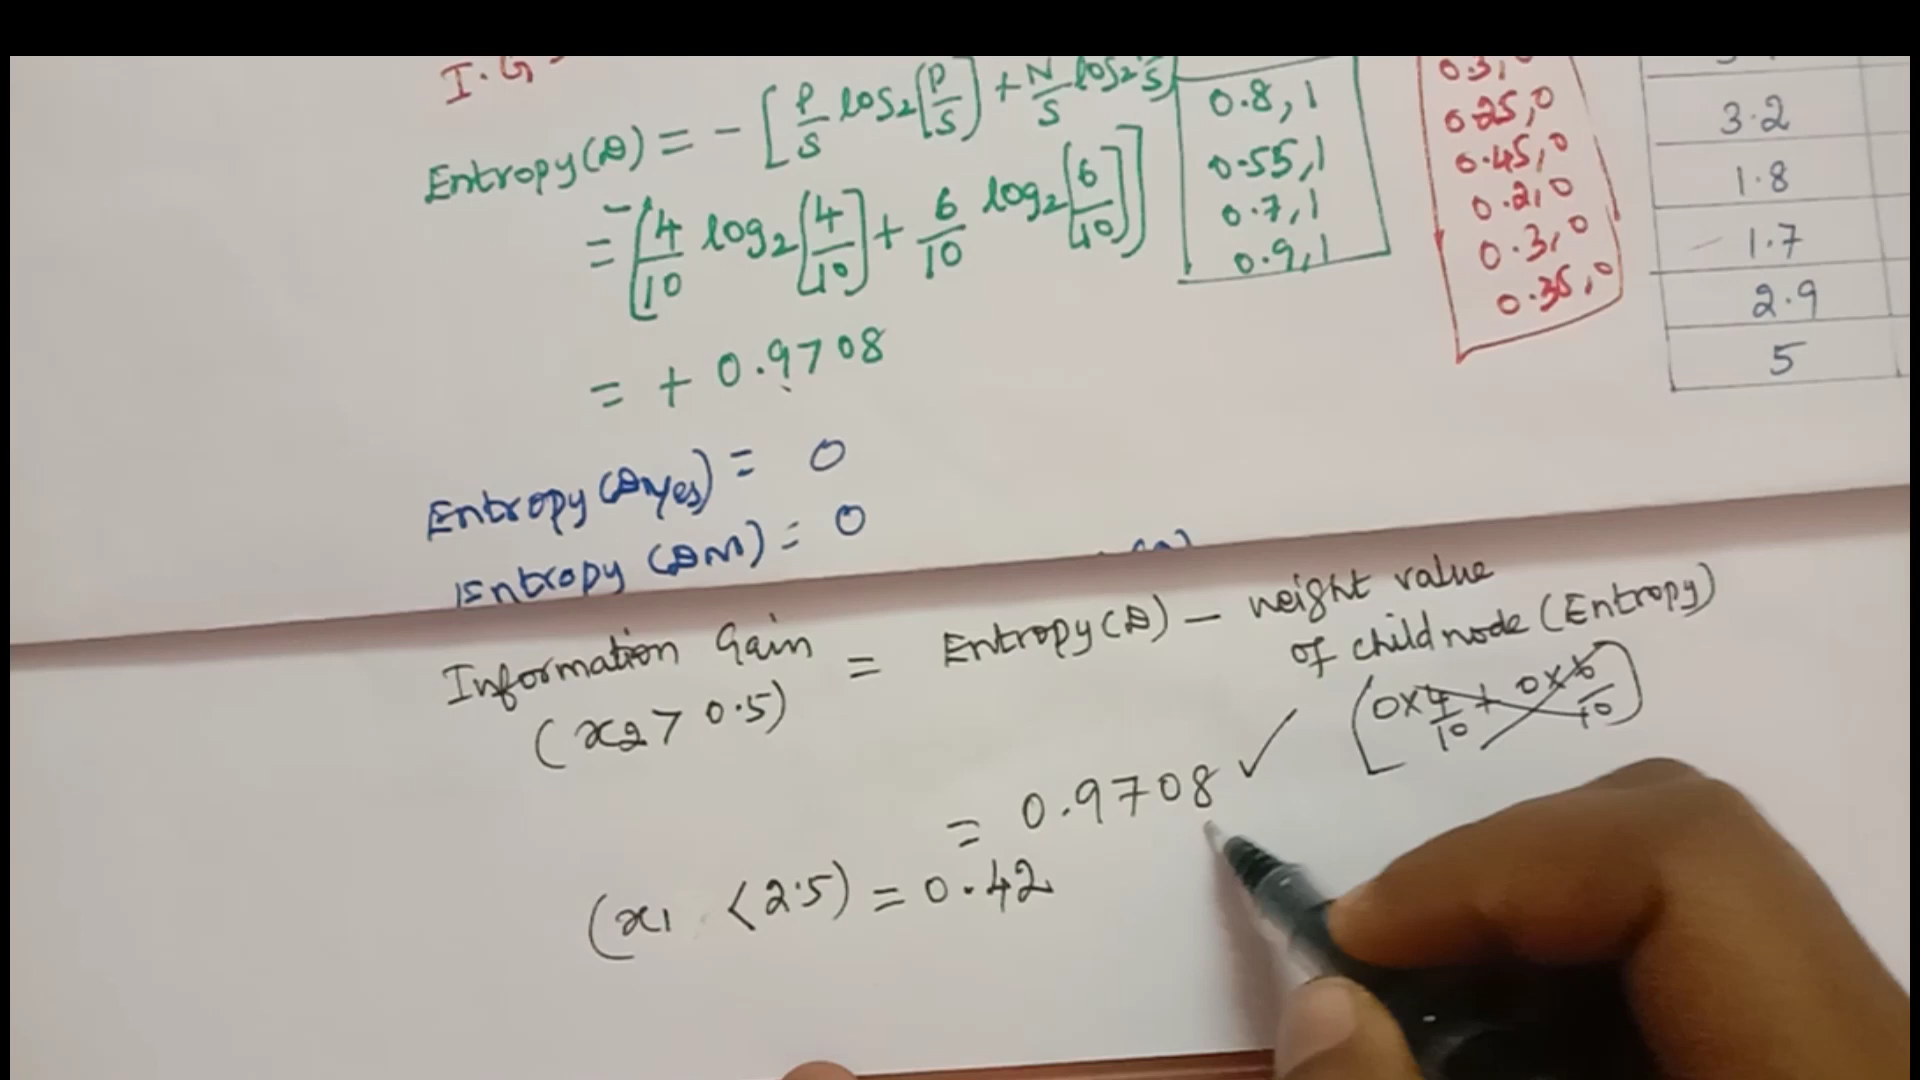 I.G
Entropy(D) = - [P/S log2[P/S] + N/S log2
= -[4/10 log2[4/10] + 6/10 log2[6/10]]
= + 0.9708
Entropy(Dyes) = 0
Entropy (DNO) = 0
0.8, 1
0.55, 1
0.7, 1
0.9, 1
0.3, 0
0.25, 0
0.45, 0
0.2, 0
0.3, 0
0.35, 0
3.2
1.8
1.7
2.9
5
Information Gain = Entropy(D) - weight value
(x2 > 0.5) of child node (Entropy)
[0×4/10 + 0×6/10]
= 0.9708 ✓
(x1 < 2.5) = 0.42